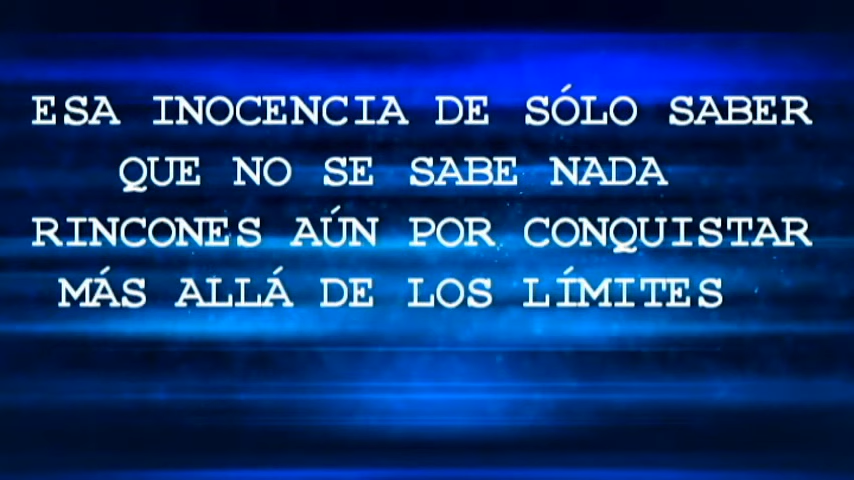 ESA INOCENCIA DE SÓLO SABER
QUE NO SE SABE NADA
RINCONES AÚN POR CONQUISTAR
MÁS ALLÁ DE LOS LÍMITES